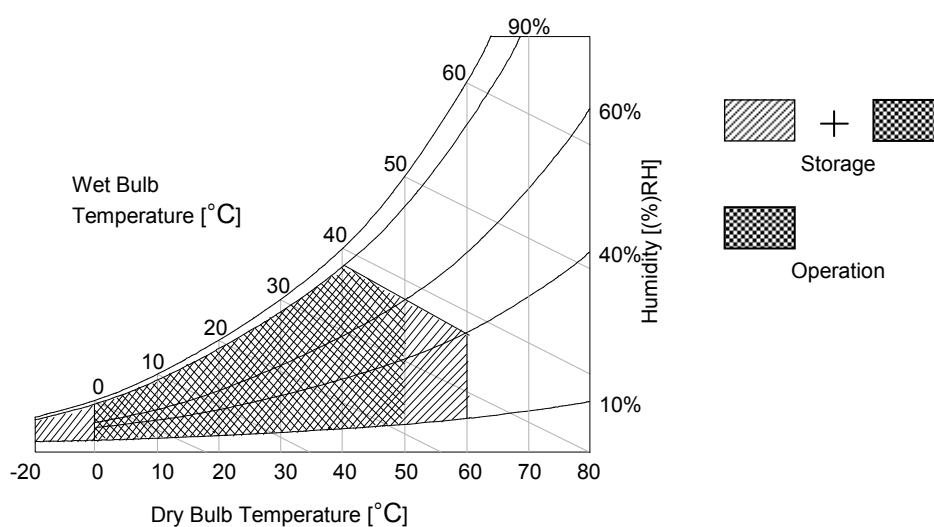 90%
60
60%
50
Wet Bulb
Temperature [°C]
Storage
40
40%
Humidity [(%)RH]
30
Operation
20
10
0
10%
-20 0 10 20 30 40 50 60 70 80
Dry Bulb Temperature [°C]